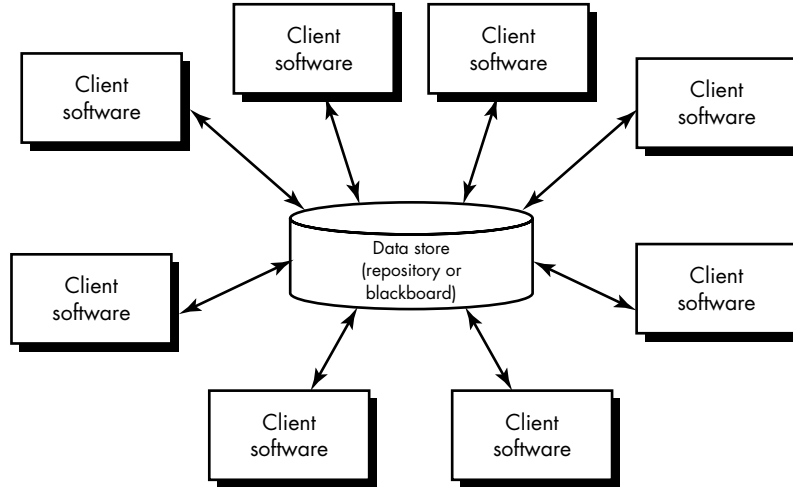 Client
software
Client
software
Client
software
Client
software
Data store
(repository or
blackboard)
Client
software
Client
software
Client
software
Client
software